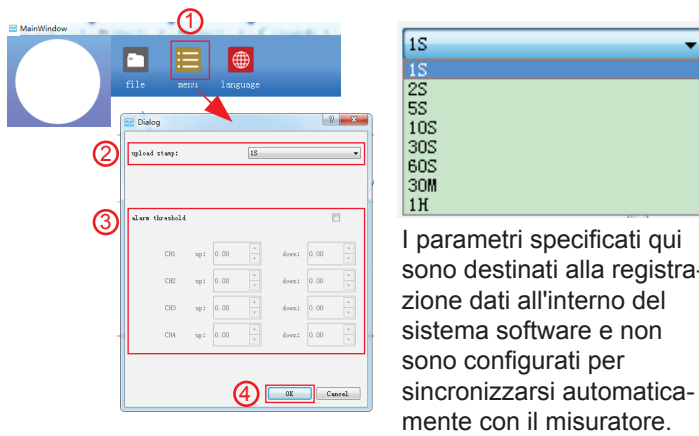 MainWindow
1
file
menu
language
Dialog
2
upload stamp:
1S
3
alarm threshold
CH1 up: 0.00 down: 0.00
CH2 up: 0.00 down: 0.00
CH3 up: 0.00 down: 0.00
CH4 up: 0.00 down: 0.00
4
OK
Cancel
1S
1S
2S
5S
10S
30S
60S
30M
1H
I parametri specificati qui
sono destinati alla registra-
zione dati all'interno del
sistema software e non
sono configurati per
sincronizzarsi automatica-
mente con il misuratore.